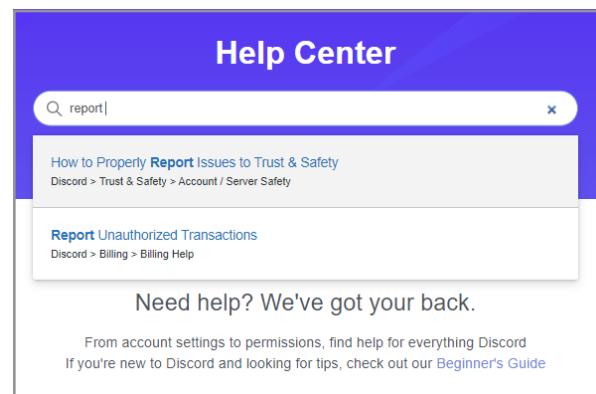 Help Center
report
How to Properly Report Issues to Trust & Safety
Discord > Trust & Safety > Account / Server Safety
Report Unauthorized Transactions
Discord > Billing > Billing Help
Need help? We've got your back.
From account settings to permissions, find help for everything Discord
If you're new to Discord and looking for tips, check out our Beginner's Guide